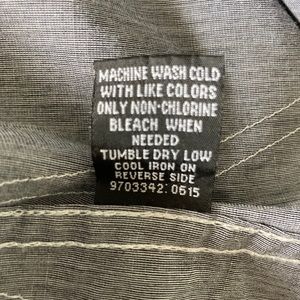 MACHINE WASH COLD
WITH LIKE COLORS
ONLY NON-CHLORINE
BLEACH WHEN
NEEDED
TUMBLE DRY LOW
COOL IRON ON
REVERSE SIDE
9703342: 0515